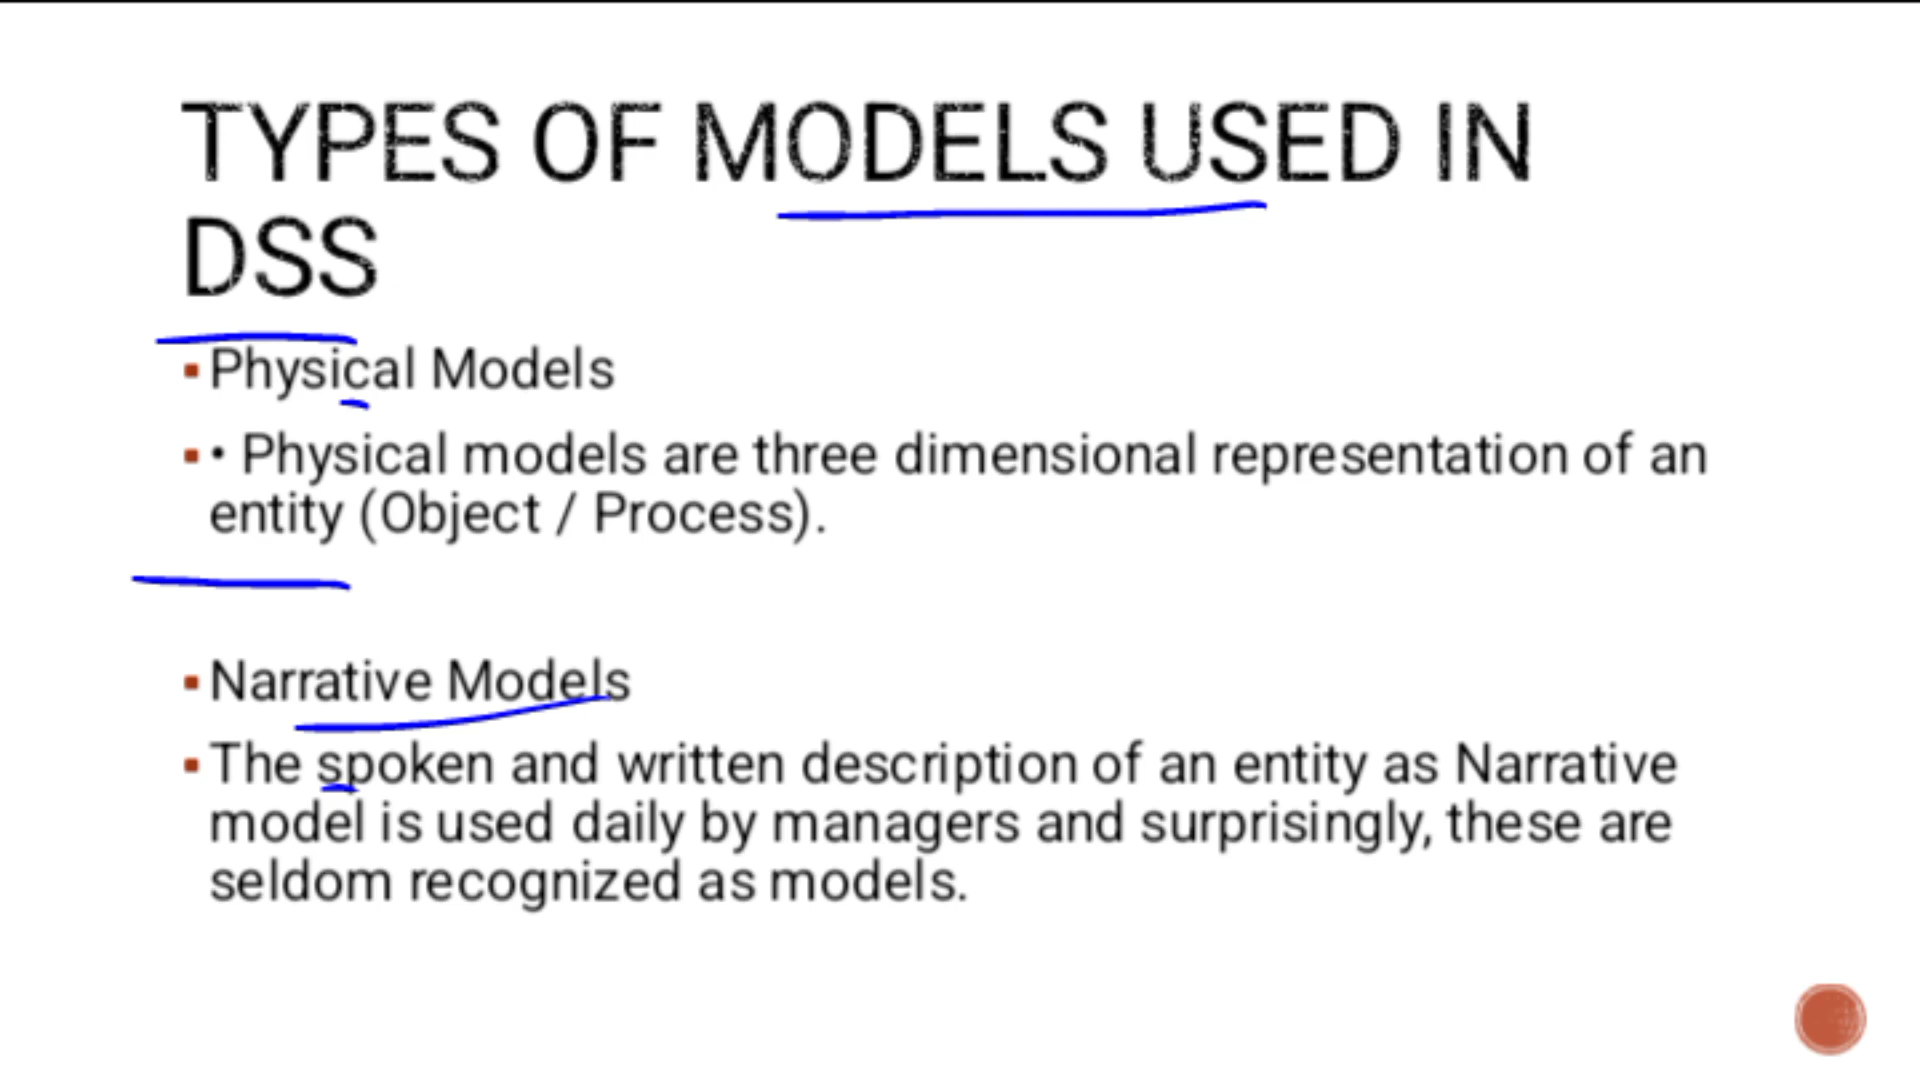 TYPES OF MODELS USED IN
DSS
▪ Physical Models
▪ • Physical models are three dimensional representation of an
entity (Object / Process).
▪ Narrative Models
▪ The spoken and written description of an entity as Narrative
model is used daily by managers and surprisingly, these are
seldom recognized as models.